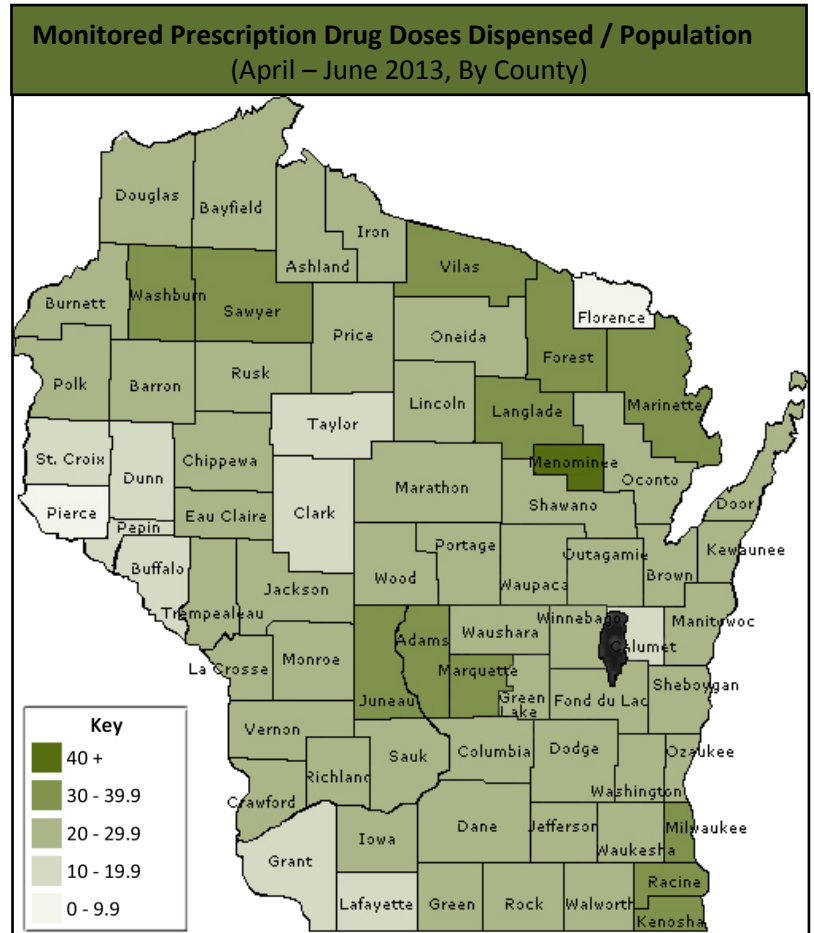 Monitored Prescription Drug Doses Dispensed / Population
(April – June 2013, By County)
Douglas
Bayfield
Iron
Ashland
Vilas
Washburn
Burnett
Sawyer
Florence
Price
Oneida
Forest
Rusk
Polk
Barron
Lincoln
Langlade
Marinette
Taylor
St. Croix
Chippewa
Menominee
Dunn
Marathon
Oconto
Pierce
Eau Claire
Clark
Shawano
Door
Pepin
Portage
Outagamie
Kewaunee
Buffalo
Wood
Waupaca
Brown
Jackson
Trempealeau
Winnebago
Manitowoc
Adams
Waushara
Calumet
La Crosse
Monroe
Marquette
Sheboygan
Juneau
Green
Lake
Fond du Lac
Key
Vernon
Sauk
Columbia
Dodge
Ozaukee
40 +
Richland
Washington
30 - 39.9
Crawford
20 - 29.9
Iowa
Dane
Jefferson
Milwaukee
Waukesha
Grant
10 - 19.9
Racine
Lafayette
Green
Rock
Walworth
0 - 9.9
Kenosha